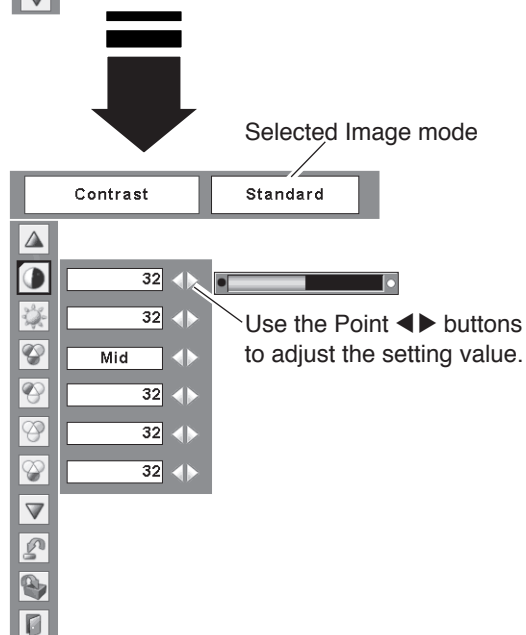 Selected Image mode
Contrast
Standard
32
32
Use the Point ◀▶ buttons
to adjust the setting value.
Mid
32
32
32